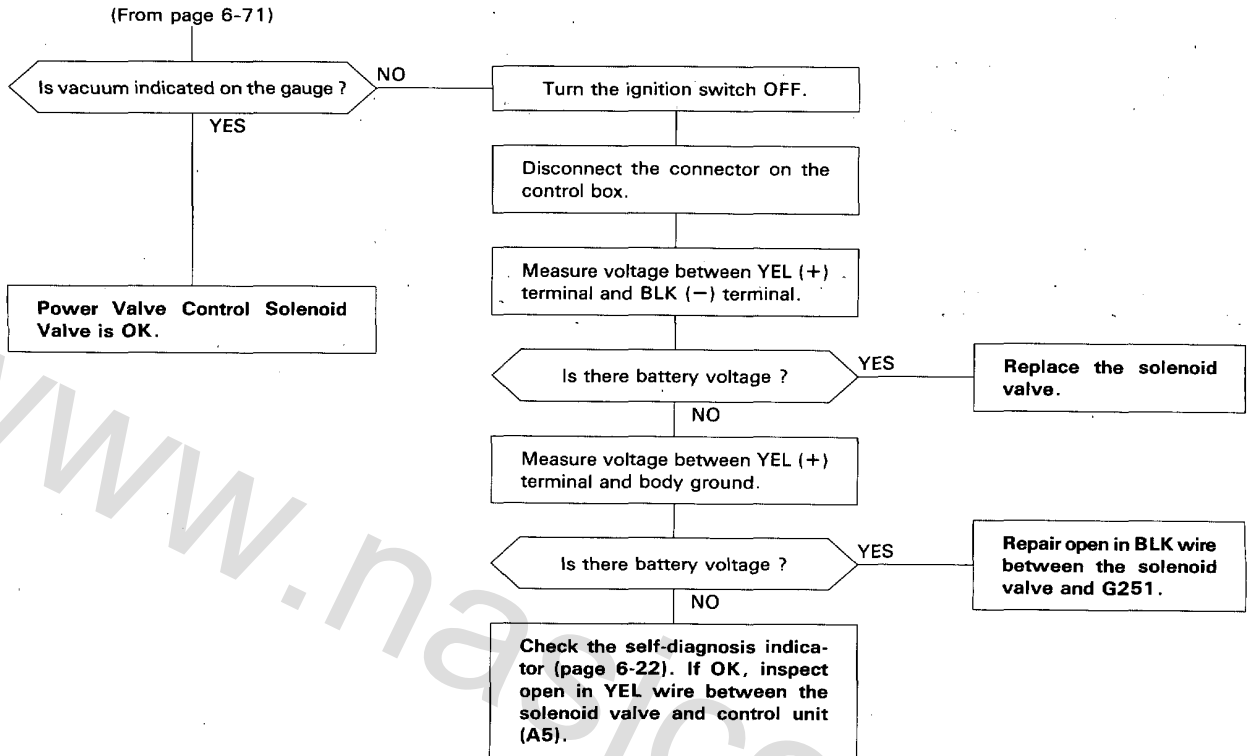 (From page 6-71)
Is vacuum indicated on the gauge ?
NO
YES
Turn the ignition switch OFF.
Disconnect the connector on the
control box.
Measure voltage between YEL (+)
terminal and BLK (−) terminal.
Power Valve Control Solenoid
Valve is OK.
Is there battery voltage ?
YES
NO
Replace the solenoid
valve.
Measure voltage between YEL (+)
terminal and body ground.
Is there battery voltage ?
YES
NO
Repair open in BLK wire
between the solenoid
valve and G251.
Check the self-diagnosis indica-
tor (page 6-22). If OK, inspect
open in YEL wire between the
solenoid valve and control unit
(A5).